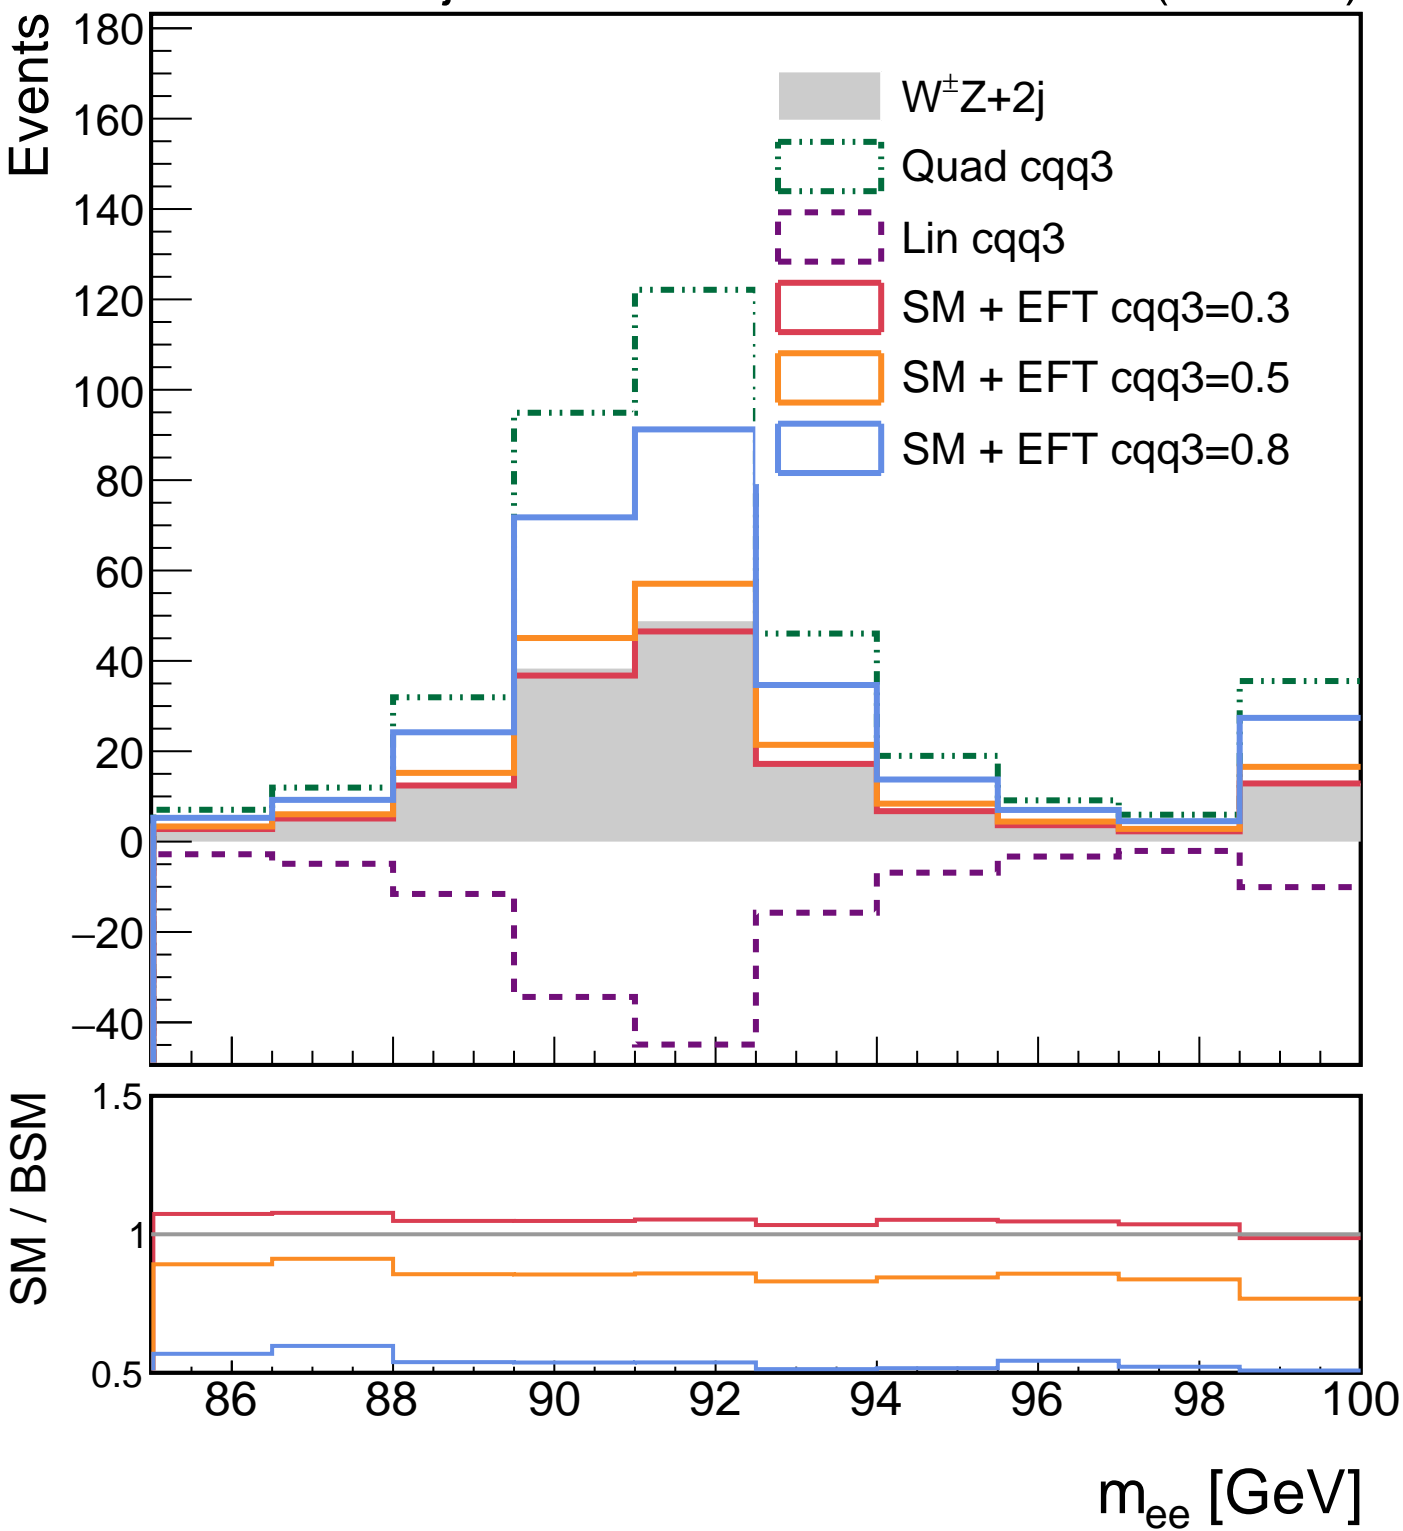 Events
180
160
140
120
100
80
60
40
20
0
−20
−40
W±Z+2j
Quad cqq3
Lin cqq3
SM + EFT cqq3=0.3
SM + EFT cqq3=0.5
SM + EFT cqq3=0.8
SM / BSM
1.5
1
0.5
86 88 90 92 94 96 98 100
mee [GeV]